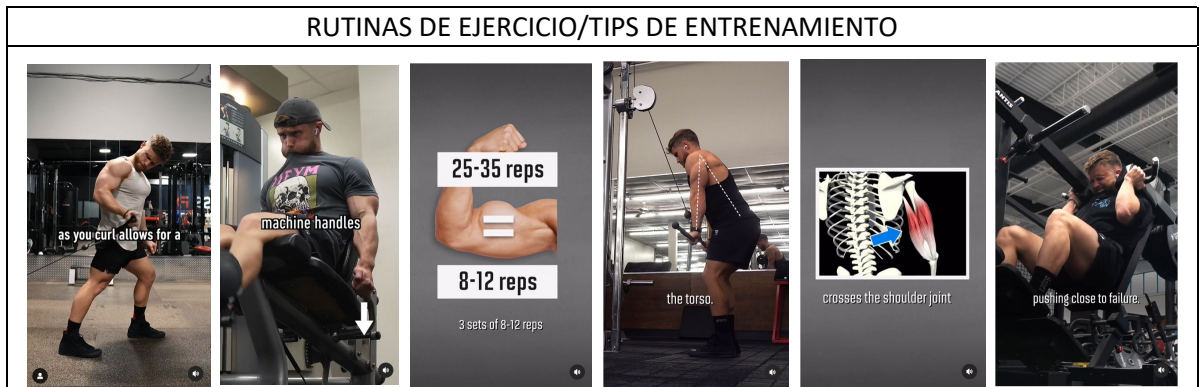 RUTINAS DE EJERCICIO/TIPS DE ENTRENAMIENTO
as you curl allows for a
machine handles
25-35 reps
8-12 reps
3 sets of 8-12 reps
the torso.
crosses the shoulder joint
pushing close to failure.